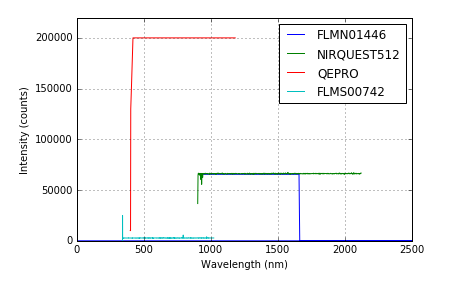 FLMN01446
NIRQUEST512
QEPRO
FLMS00742
200000
150000
100000
50000
0
Intensity (counts)
0 500 1000 1500 2000 2500
Wavelength (nm)